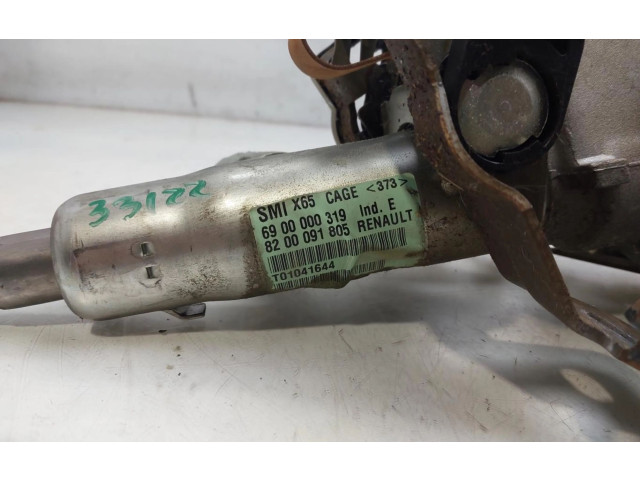 33122
SMI X65 CAGE <373>
69 00 000 319 Ind. E
82 00 091 805 RENAULT
T01041644